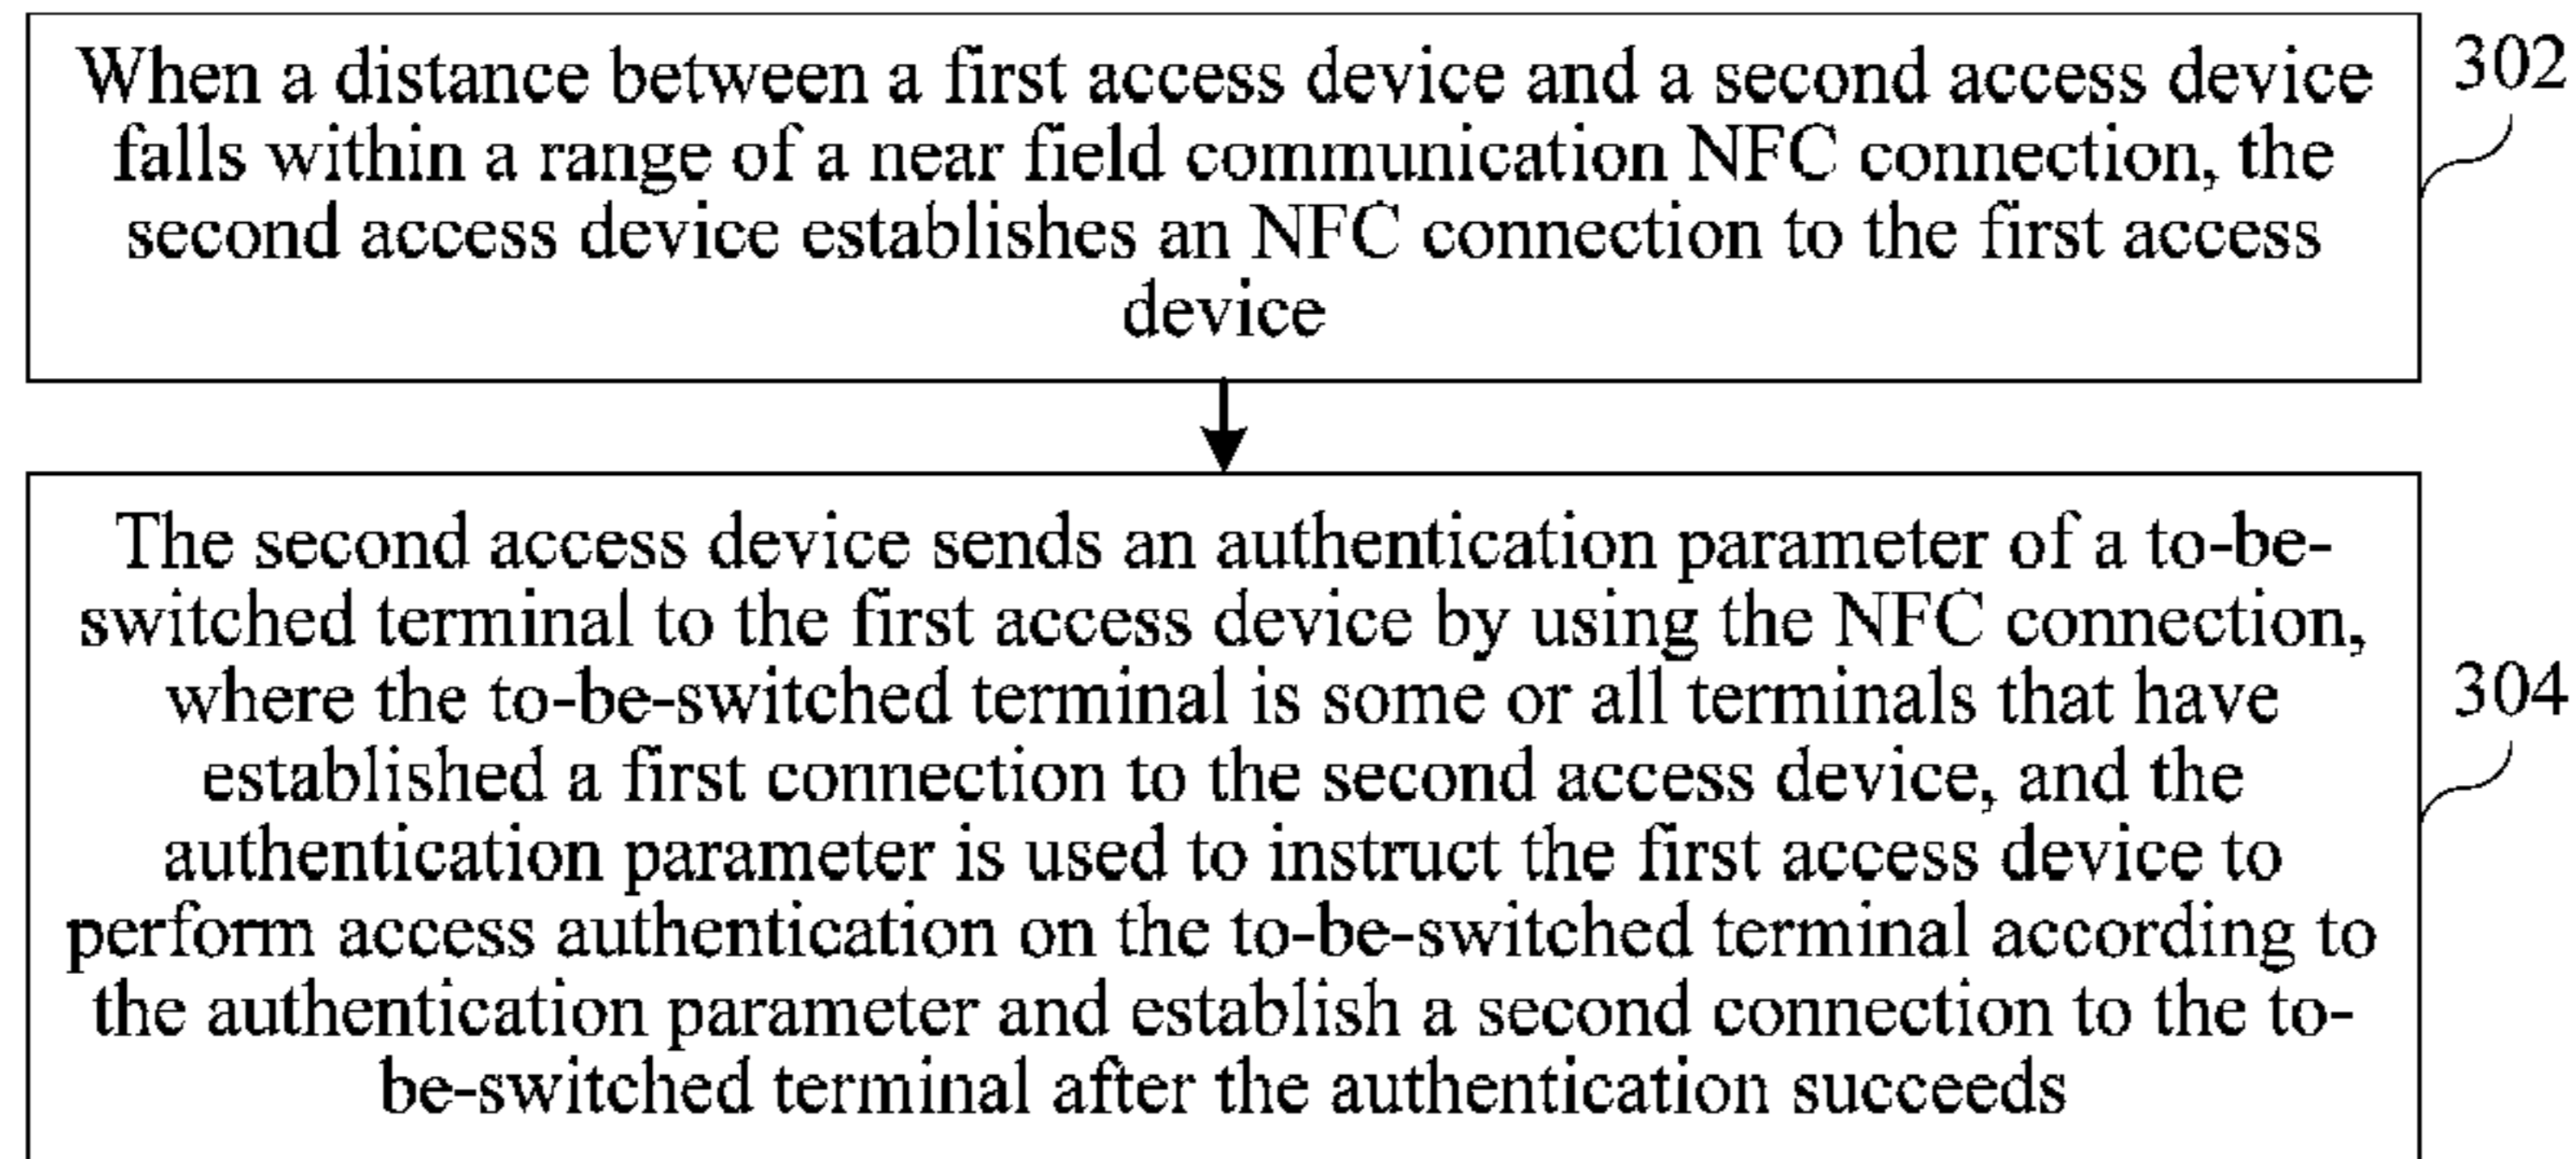 When a distance between a first access device and a second access device
falls within a range of a near field communication NFC connection, the
second access device establishes an NFC connection to the first access
device
302
The second access device sends an authentication parameter of a to-be-
switched terminal to the first access device by using the NFC connection,
where the to-be-switched terminal is some or all terminals that have
established a first connection to the second access device, and the
authentication parameter is used to instruct the first access device to
perform access authentication on the to-be-switched terminal according to
the authentication parameter and establish a second connection to the to-
be-switched terminal after the authentication succeeds
304